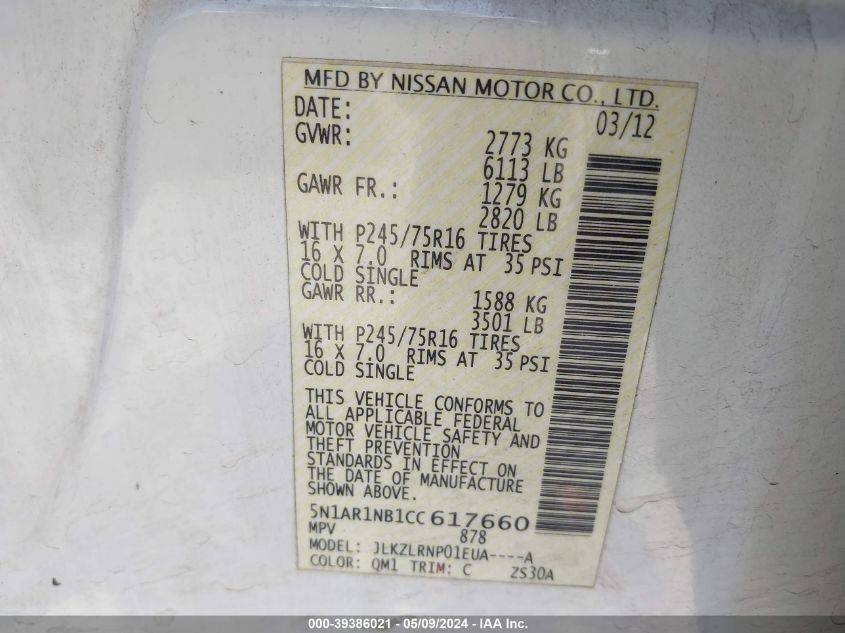 MFD BY NISSAN MOTOR CO., LTD.
DATE: 03/12
GVWR: 2773 KG
6113 LB
GAWR FR.: 1279 KG
2820 LB
WITH P245/75R16 TIRES
16 X 7.0 RIMS AT 35 PSI
COLD SINGLE
GAWR RR.: 1588 KG
3501 LB
WITH P245/75R16 TIRES
16 X 7.0 RIMS AT 35 PSI
COLD SINGLE
THIS VEHICLE CONFORMS TO
ALL APPLICABLE FEDERAL
MOTOR VEHICLE SAFETY AND
THEFT PREVENTION
STANDARDS IN EFFECT ON
THE DATE OF MANUFACTURE
SHOWN ABOVE.
5N1AR1NB1CC617660
MPV 878
MODEL: JLKZLRNP01EUA----A
COLOR: QM1 TRIM: C ZS30A
000-39386021 - 05/09/2024 - IAA Inc.